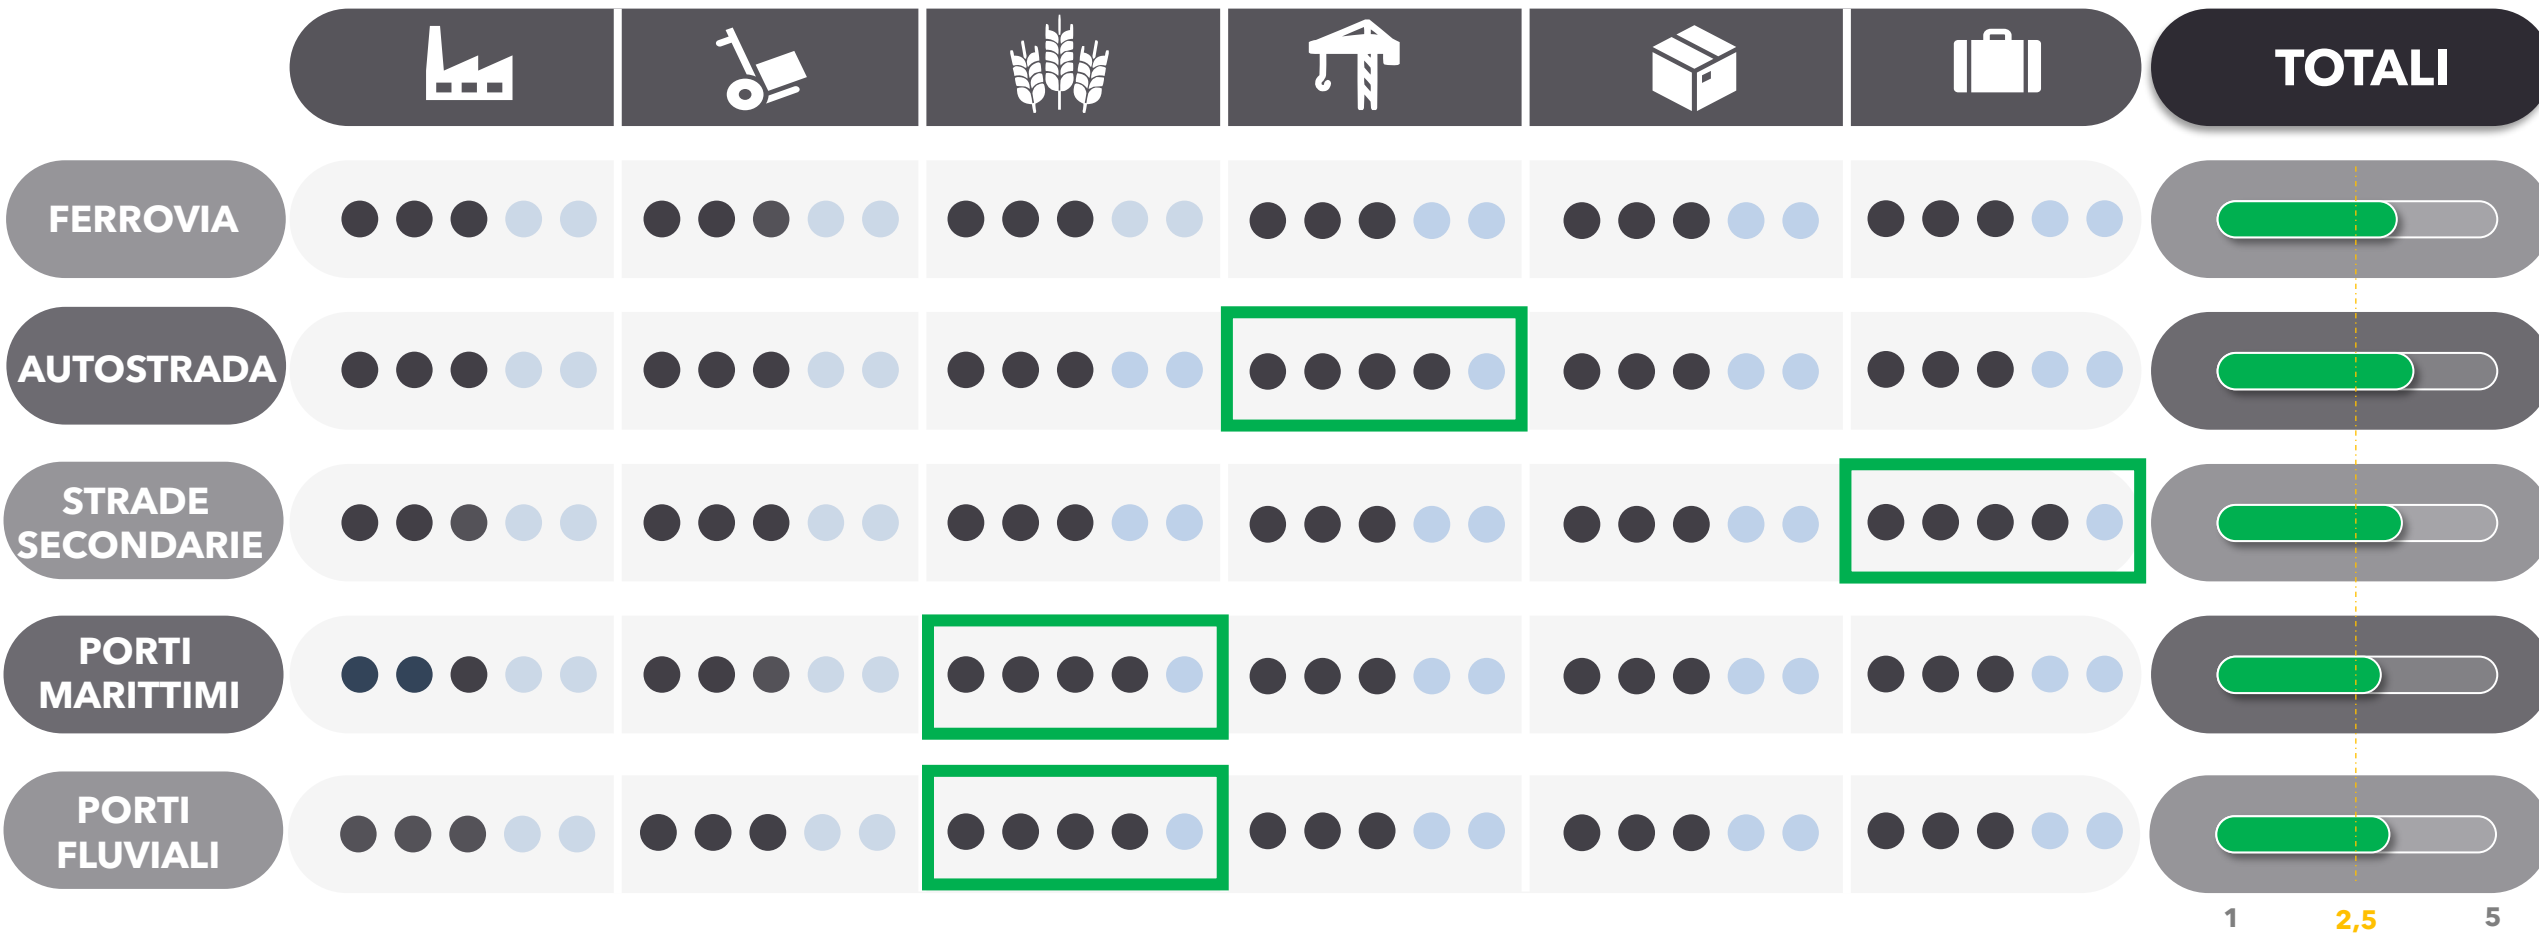 TOTALI
FERROVIA
AUTOSTRADA
STRADE
SECONDARIE
PORTI
MARITTIMI
PORTI
FLUVIALI
1 2,5 5